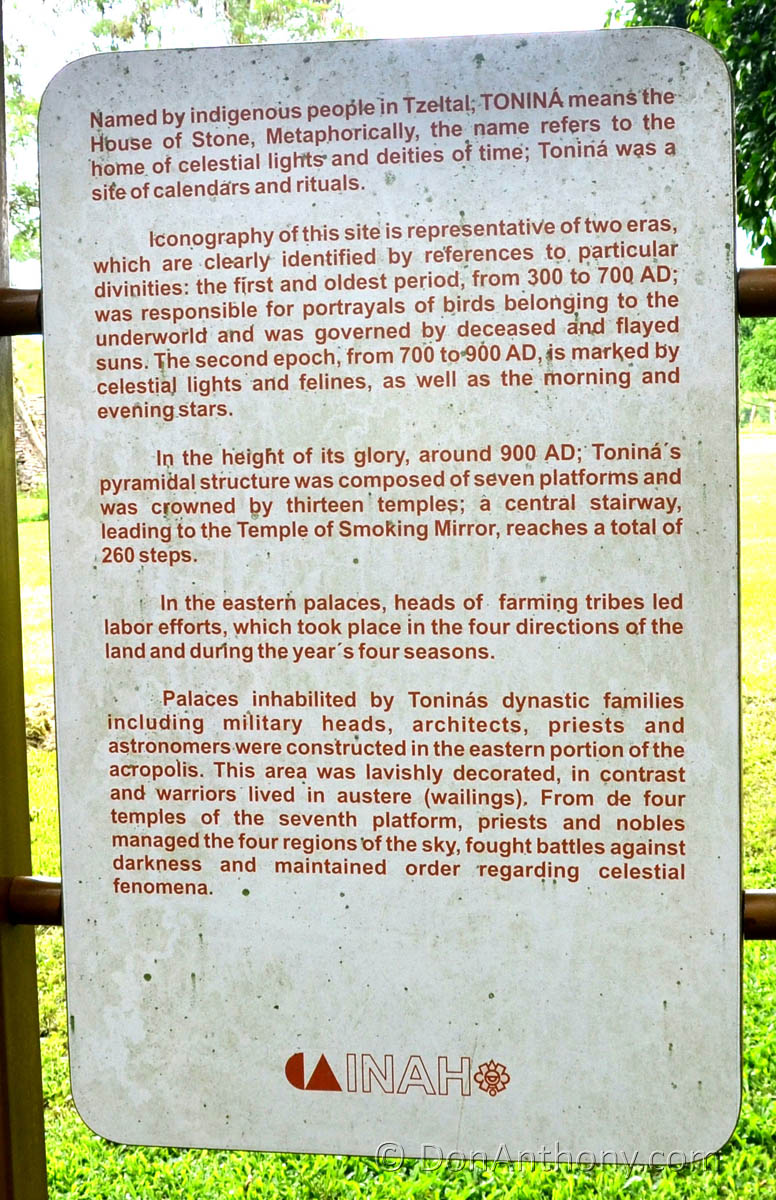 Named by indigenous people in Tzeltal; TONINÁ means the
House of Stone, Metaphorically, the name refers to the
home of celestial lights and deities of time; Toniná was a
site of calendars and rituals.
Iconography of this site is representative of two eras,
which are clearly identified by references to particular
divinities: the first and oldest period, from 300 to 700 AD;
was responsible for portrayals of birds belonging to the
underworld and was governed by deceased and flayed
suns. The second epoch, from 700 to 900 AD, is marked by
celestial lights and felines, as well as the morning and
evening stars.
In the height of its glory, around 900 AD; Toniná´s
pyramidal structure was composed of seven platforms and
was crowned by thirteen temples; a central stairway,
leading to the Temple of Smoking Mirror, reaches a total of
260 steps.
In the eastern palaces, heads of farming tribes led
labor efforts, which took place in the four directions of the
land and during the year´s four seasons.
Palaces inhabilited by Toninás dynastic families
including military heads, architects, priests and
astronomers were constructed in the eastern portion of the
acropolis. This area was lavishly decorated, in contrast
and warriors lived in austere (wailings). From de four
temples of the seventh platform, priests and nobles
managed the four regions of the sky, fought battles against
darkness and maintained order regarding celestial
fenomena.
INAH
© DonAnthony.com